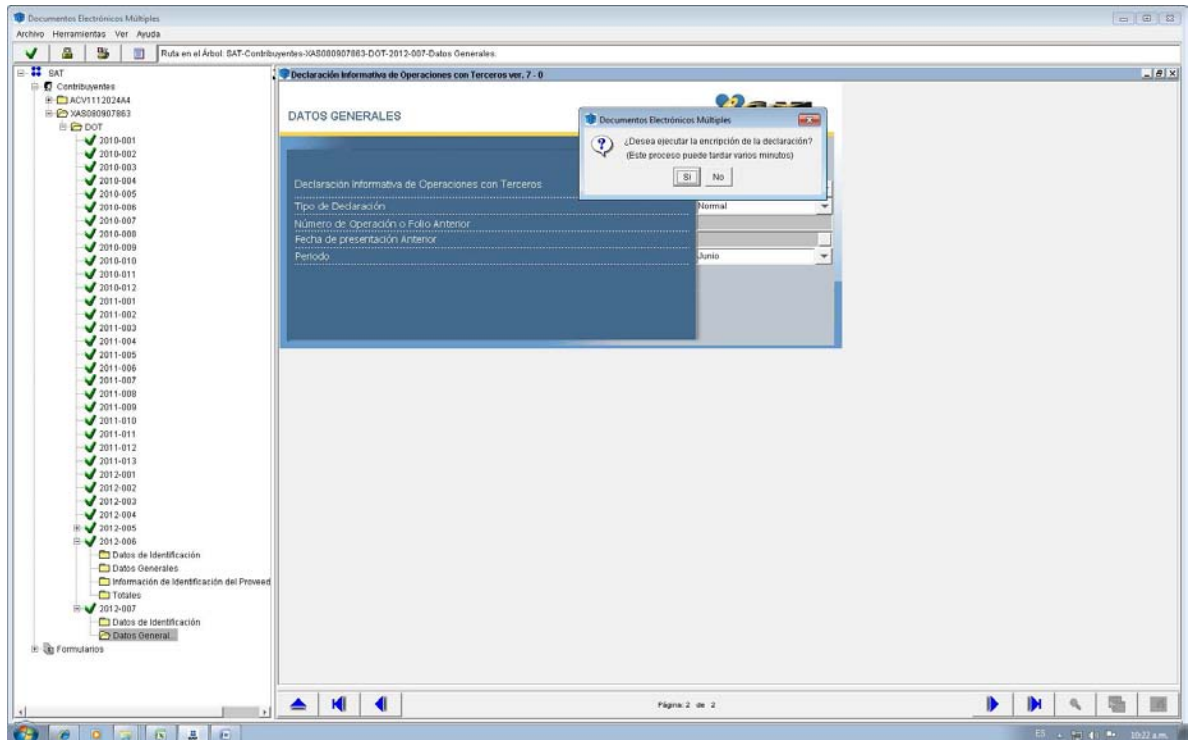 Documentos Electrónicos Múltiples
Archivo Herramientas Ver Ayuda
Ruta en el Árbol: SAT-Contribuyentes-XAS080907863-DOT-2012-007-Datos Generales.
SAT
Contribuyentes
ACV1112024A4
XAS080907863
DOT
2010-001
2010-002
2010-003
2010-004
2010-005
2010-006
2010-007
2010-008
2010-009
2010-010
2010-011
2010-012
2011-001
2011-002
2011-003
2011-004
2011-005
2011-006
2011-007
2011-008
2011-009
2011-010
2011-011
2011-012
2011-013
2012-001
2012-002
2012-003
2012-004
2012-005
2012-006
Datos de Identificación
Datos Generales
Información de Identificación del Proveed
Totales
2012-007
Datos de Identificación
Datos General...
Formularios
Declaración Informativa de Operaciones con Terceros ver. 7 - 0
DATOS GENERALES
Declaración Informativa de Operaciones con Terceros
Tipo de Declaración Normal
Número de Operación o Folio Anterior
Fecha de presentación Anterior
Periodo Junio
Documentos Electrónicos Múltiples
¿Desea ejecutar la encripción de la declaración?
(Este proceso puede tardar varios minutos)
Sí No
Página: 2 de 2
ES 10:22 a.m.